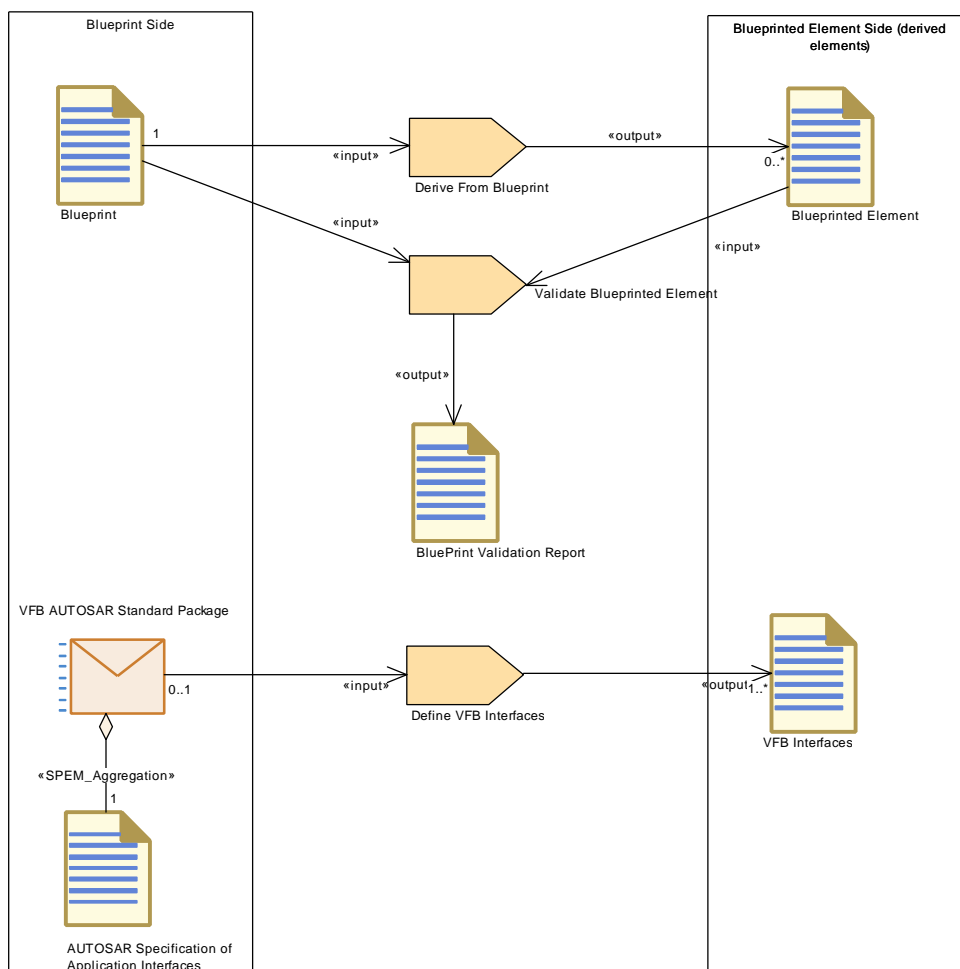 Blueprint Side
Blueprinted Element Side (derived
elements)
1
«input»
«output»
0..*
Blueprint
Derive From Blueprint
Blueprinted Element
«input»
«input»
Validate Blueprinted Element
«output»
BluePrint Validation Report
VFB AUTOSAR Standard Package
0..1
«input»
«output
1..*
Define VFB Interfaces
VFB Interfaces
«SPEM_Aggregation»
1
AUTOSAR Specification of
Application Interfaces